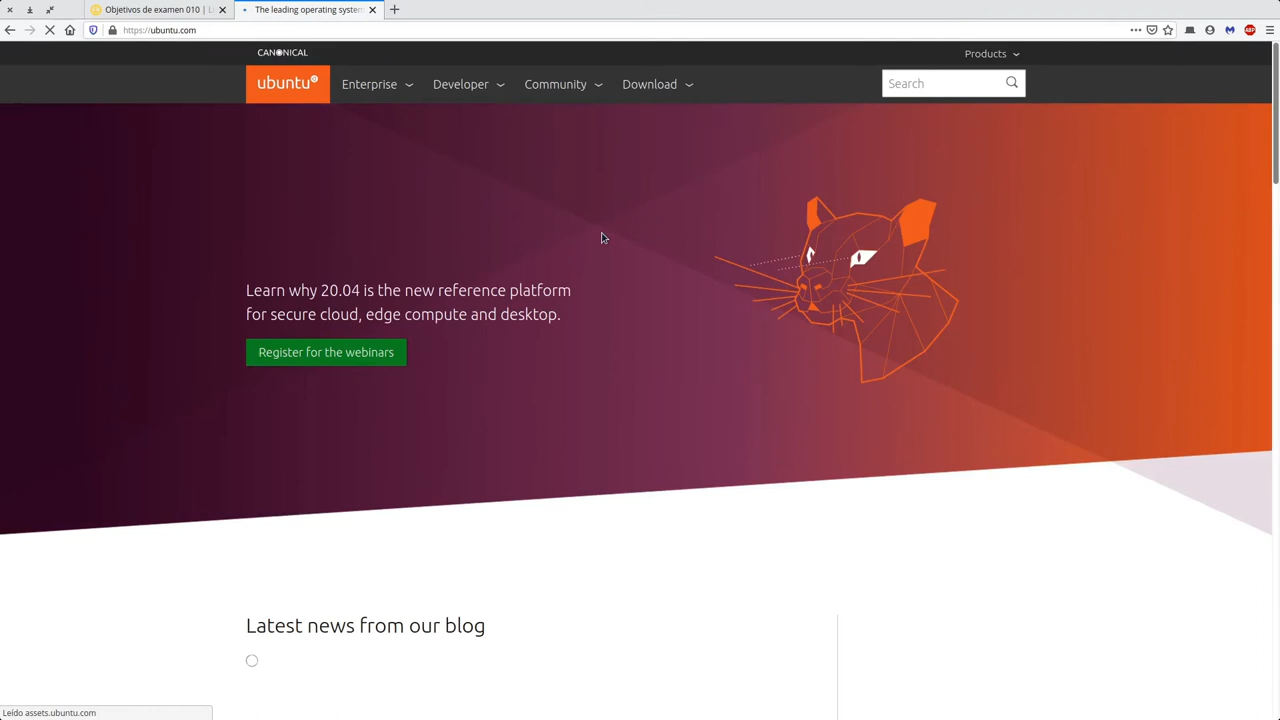 Objetivos de examen 010 | Li
The leading operating system
https://ubuntu.com
ABP
CANONICAL
Products
ubuntu
Enterprise
Developer
Community
Download
Search
Learn why 20.04 is the new reference platform
for secure cloud, edge compute and desktop.
Register for the webinars
Latest news from our blog
Leído assets.ubuntu.com